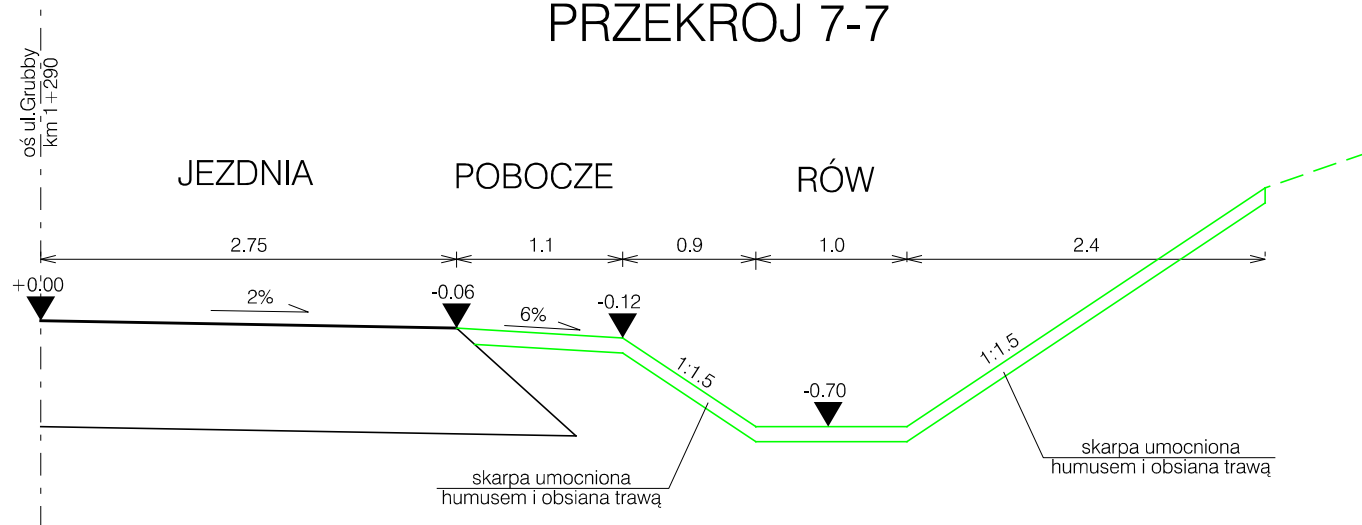 PRZEKRÓJ 7-7
oś ul.Grubby
km 1+290
JEZDNIA
POBOCZE
RÓW
2.75
1.1
0.9
1.0
2.4
+0.00
2%
-0.06
6%
-0.12
1:1.5
-0.70
1:1.5
skarpa umocniona
humusem i obsiana trawą
skarpa umocniona
humusem i obsiana trawą